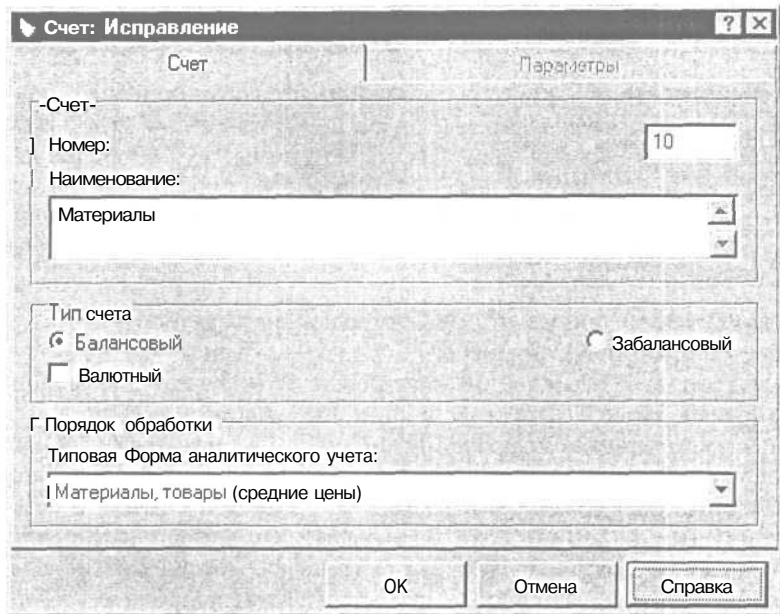 Счет: Исправление
Счет Параметры
-Счет-
Номер: 10
Наименование:
Материалы
Тип счета
Балансовый Забалансовый
Валютный
Порядок обработки
Типовая Форма аналитического учета:
Материалы, товары (средние цены)
OK Отмена Справка